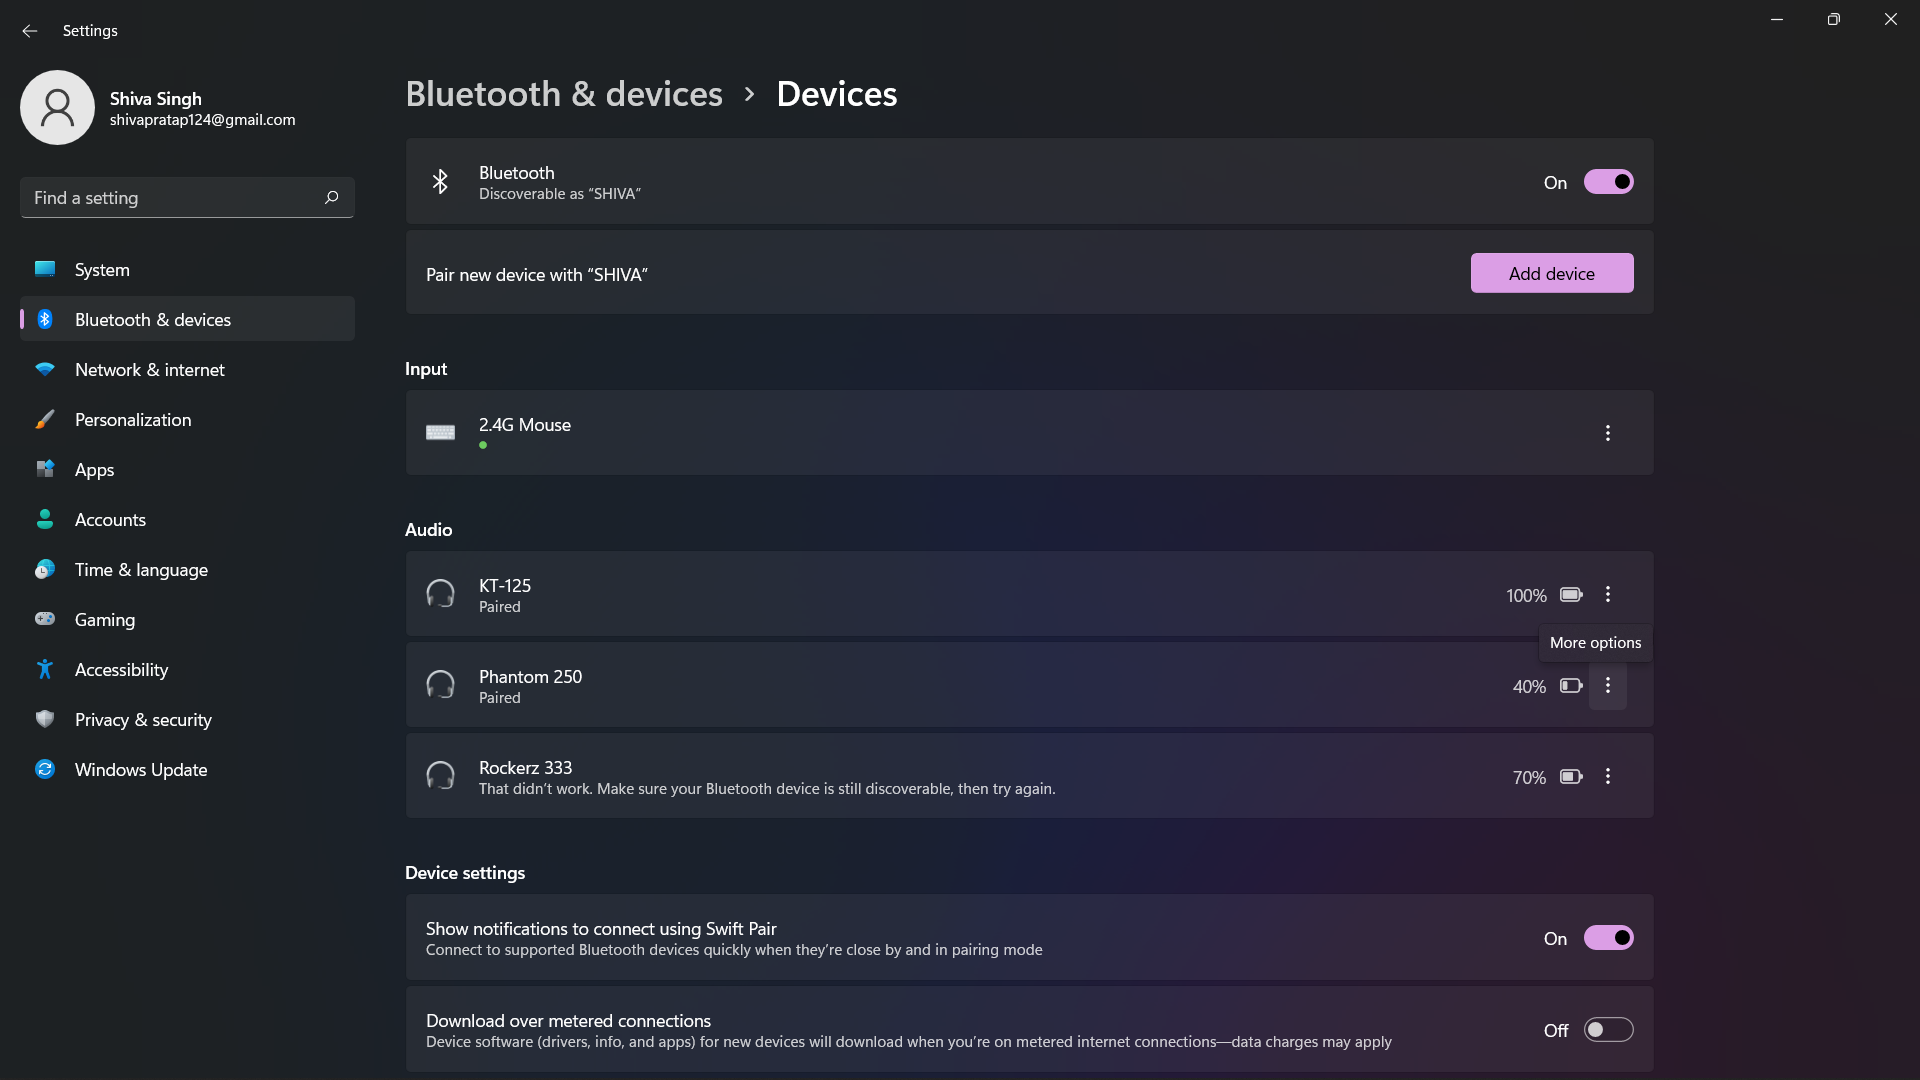 Settings
Shiva Singh
shivapratap124@gmail.com
Find a setting
System
Bluetooth & devices
Network & internet
Personalization
Apps
Accounts
Time & language
Gaming
Accessibility
Privacy & security
Windows Update
Bluetooth & devices › Devices
Bluetooth
Discoverable as “SHIVA”
On
Pair new device with “SHIVA”
Add device
Input
2.4G Mouse
Audio
KT-125
Paired
100%
More options
Phantom 250
Paired
40%
Rockerz 333
That didn’t work. Make sure your Bluetooth device is still discoverable, then try again.
70%
Device settings
Show notifications to connect using Swift Pair
Connect to supported Bluetooth devices quickly when they’re close by and in pairing mode
On
Download over metered connections
Device software (drivers, info, and apps) for new devices will download when you’re on metered internet connections—data charges may apply
Off